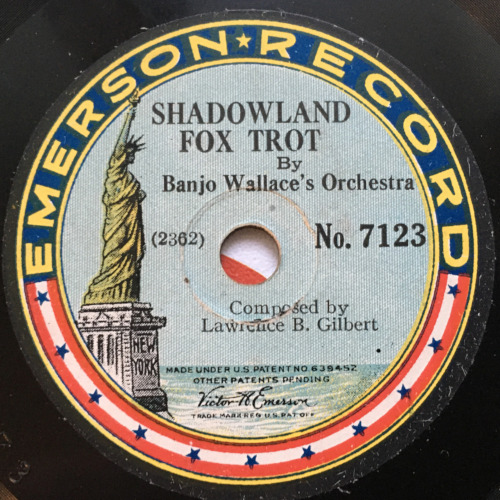 EMERSON★RECORD
SHADOWLAND
FOX TROT
By
Banjo Wallace's Orchestra
(2362)
No. 7123
Composed by
Lawrence B. Gilbert
NEW
YORK
MADE UNDER U.S. PATENT NO. 639452
OTHER PATENTS PENDING
Victor H. Emerson
TRADE MARK REG. U.S. PAT. OFF.